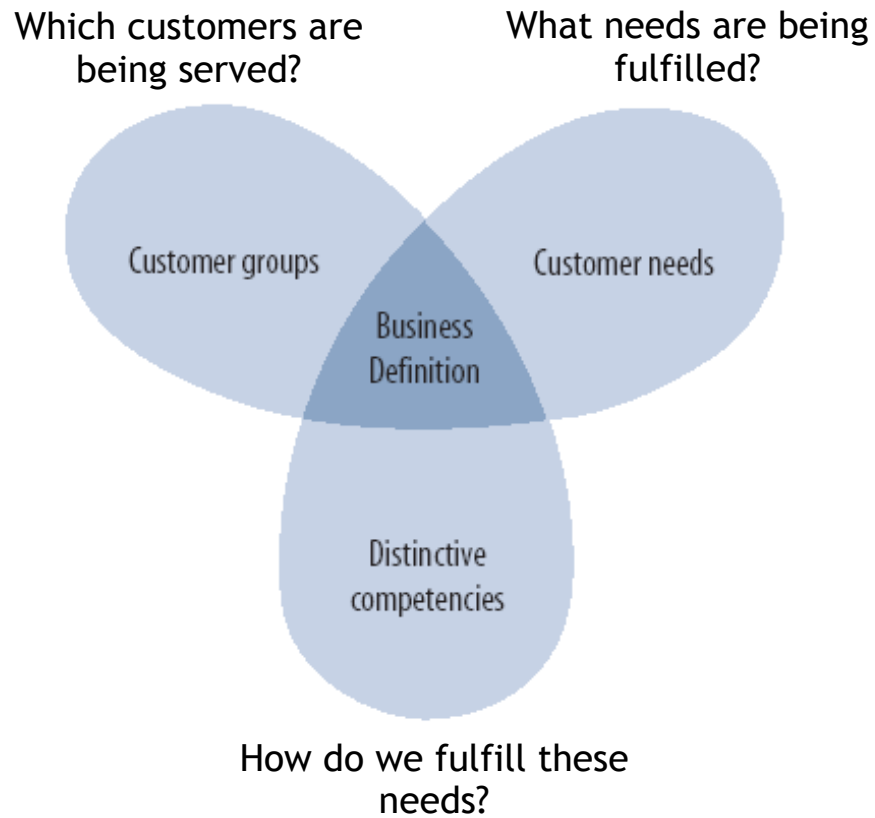 Which customers are
being served?
What needs are being
fulfilled?
Customer groups
Customer needs
Business
Definition
Distinctive
competencies
How do we fulfill these
needs?